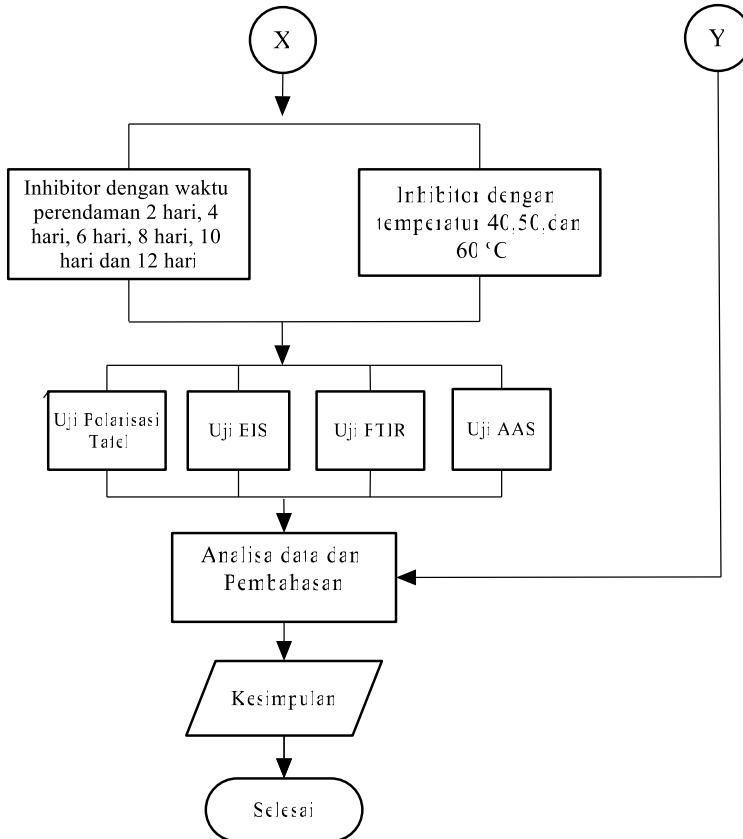 X
Y
Inhibitor dengan waktu
perendaman 2 hari, 4
hari, 6 hari, 8 hari, 10
hari dan 12 hari
Inhibitor dengan
temperatur 40,50,dan
60 °C
Uji Polarisasi
Tafel
Uji EIS
Uji FTIR
Uji AAS
Analisa data dan
Pembahasan
Kesimpulan
Selesai